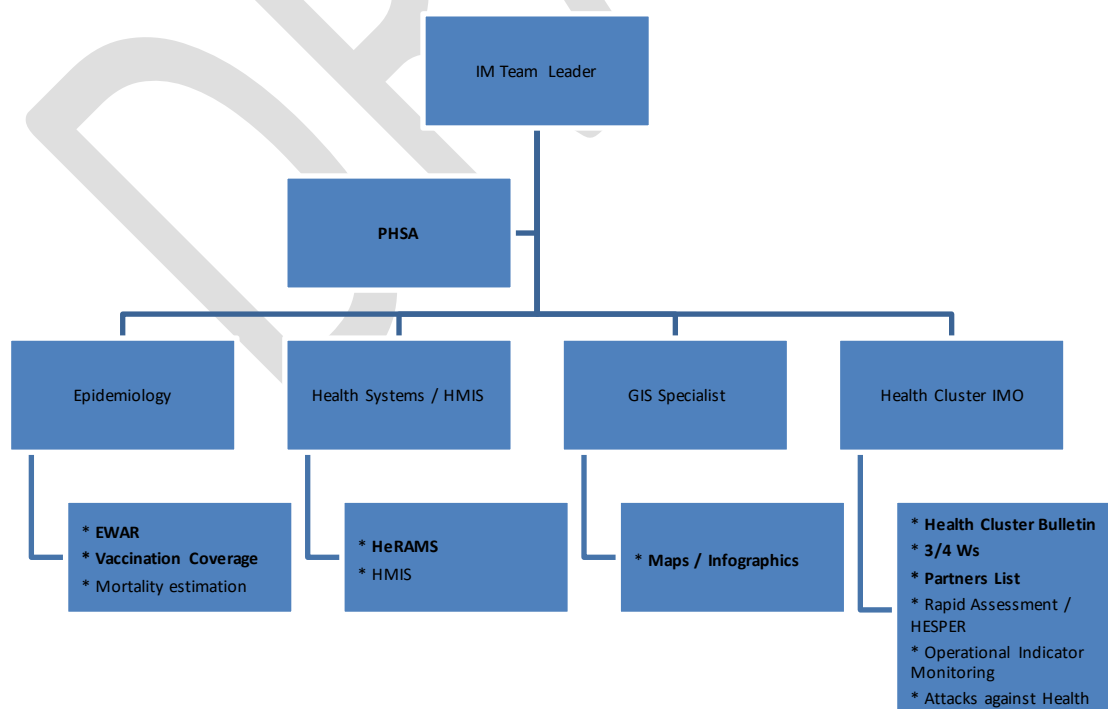 IM Team Leader
PHSA
Epidemiology
Health Systems / HMIS
GIS Specialist
Health Cluster IMO
* EWAR
* Vaccination Coverage
* Mortality estimation
* HeRAMS
* HMIS
* Maps / Infographics
* Health Cluster Bulletin
* 3/4 Ws
* Partners List
* Rapid Assessment /
HESPER
* Operational Indicator
Monitoring
* Attacks against Health